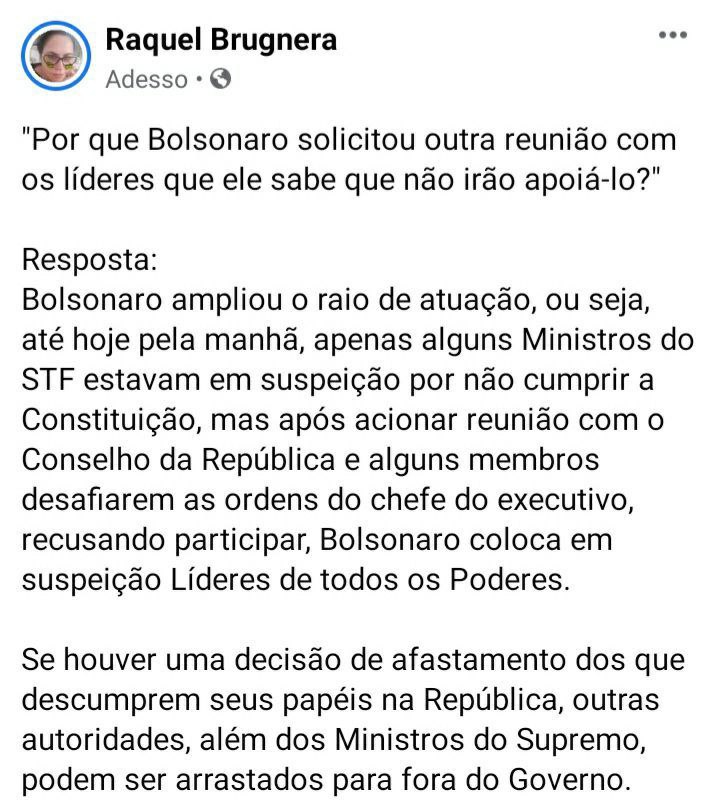 Raquel Brugnera
Adesso •
"Por que Bolsonaro solicitou outra reunião com
os líderes que ele sabe que não irão apoiá-lo?"
Resposta:
Bolsonaro ampliou o raio de atuação, ou seja,
até hoje pela manhã, apenas alguns Ministros do
STF estavam em suspeição por não cumprir a
Constituição, mas após acionar reunião com o
Conselho da República e alguns membros
desafiarem as ordens do chefe do executivo,
recusando participar, Bolsonaro coloca em
suspeição Líderes de todos os Poderes.
Se houver uma decisão de afastamento dos que
descumprem seus papéis na República, outras
autoridades, além dos Ministros do Supremo,
podem ser arrastados para fora do Governo.